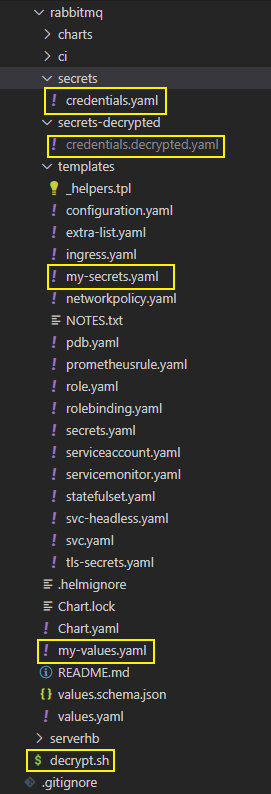 rabbitmq
charts
ci
secrets
! credentials.yaml
secrets-decrypted
! credentials.decrypted.yaml
templates
_helpers.tpl
! configuration.yaml
! extra-list.yaml
! ingress.yaml
! my-secrets.yaml
! networkpolicy.yaml
NOTES.txt
! pdb.yaml
! prometheusrule.yaml
! role.yaml
! rolebinding.yaml
! secrets.yaml
! serviceaccount.yaml
! servicemonitor.yaml
! statefulset.yaml
! svc-headless.yaml
! svc.yaml
! tls-secrets.yaml
.helmignore
Chart.lock
! Chart.yaml
! my-values.yaml
README.md
{} values.schema.json
! values.yaml
serverhb
$ decrypt.sh
.gitignore